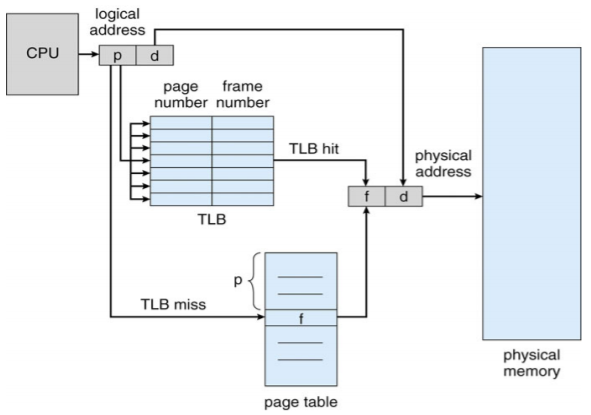 logical
address
CPU
p d
page frame
number number
TLB hit
physical
address
f d
TLB
p
TLB miss
f
page table
physical
memory